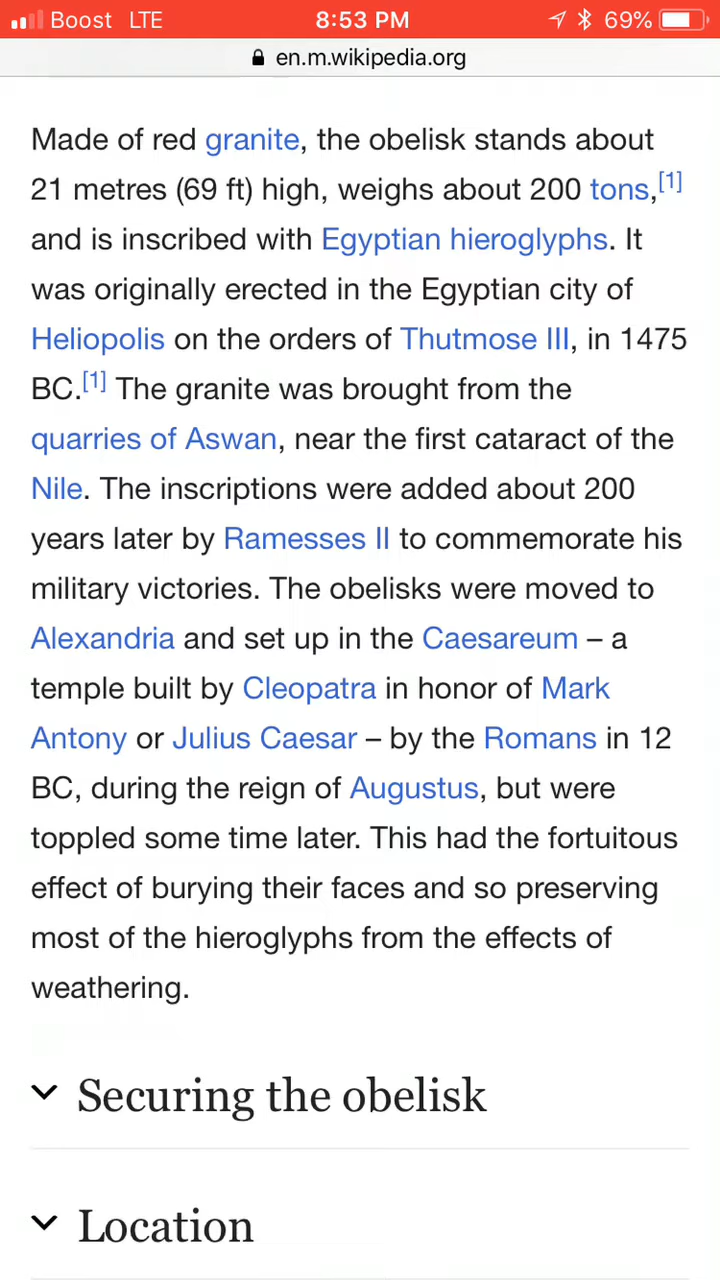 Boost LTE 8:53 PM 69%
en.m.wikipedia.org
Made of red granite, the obelisk stands about
21 metres (69 ft) high, weighs about 200 tons,[1]
and is inscribed with Egyptian hieroglyphs. It
was originally erected in the Egyptian city of
Heliopolis on the orders of Thutmose III, in 1475
BC.[1] The granite was brought from the
quarries of Aswan, near the first cataract of the
Nile. The inscriptions were added about 200
years later by Ramesses II to commemorate his
military victories. The obelisks were moved to
Alexandria and set up in the Caesareum – a
temple built by Cleopatra in honor of Mark
Antony or Julius Caesar – by the Romans in 12
BC, during the reign of Augustus, but were
toppled some time later. This had the fortuitous
effect of burying their faces and so preserving
most of the hieroglyphs from the effects of
weathering.
Securing the obelisk
Location